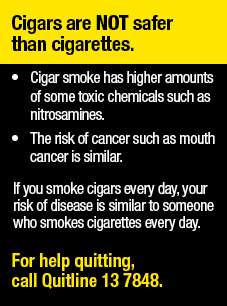 Cigars are NOT safer
than cigarettes.
• Cigar smoke has higher amounts
of some toxic chemicals such as
nitrosamines.
• The risk of cancer such as mouth
cancer is similar.
If you smoke cigars every day, your
risk of disease is similar to someone
who smokes cigarettes every day.
For help quitting,
call Quitline 13 7848.